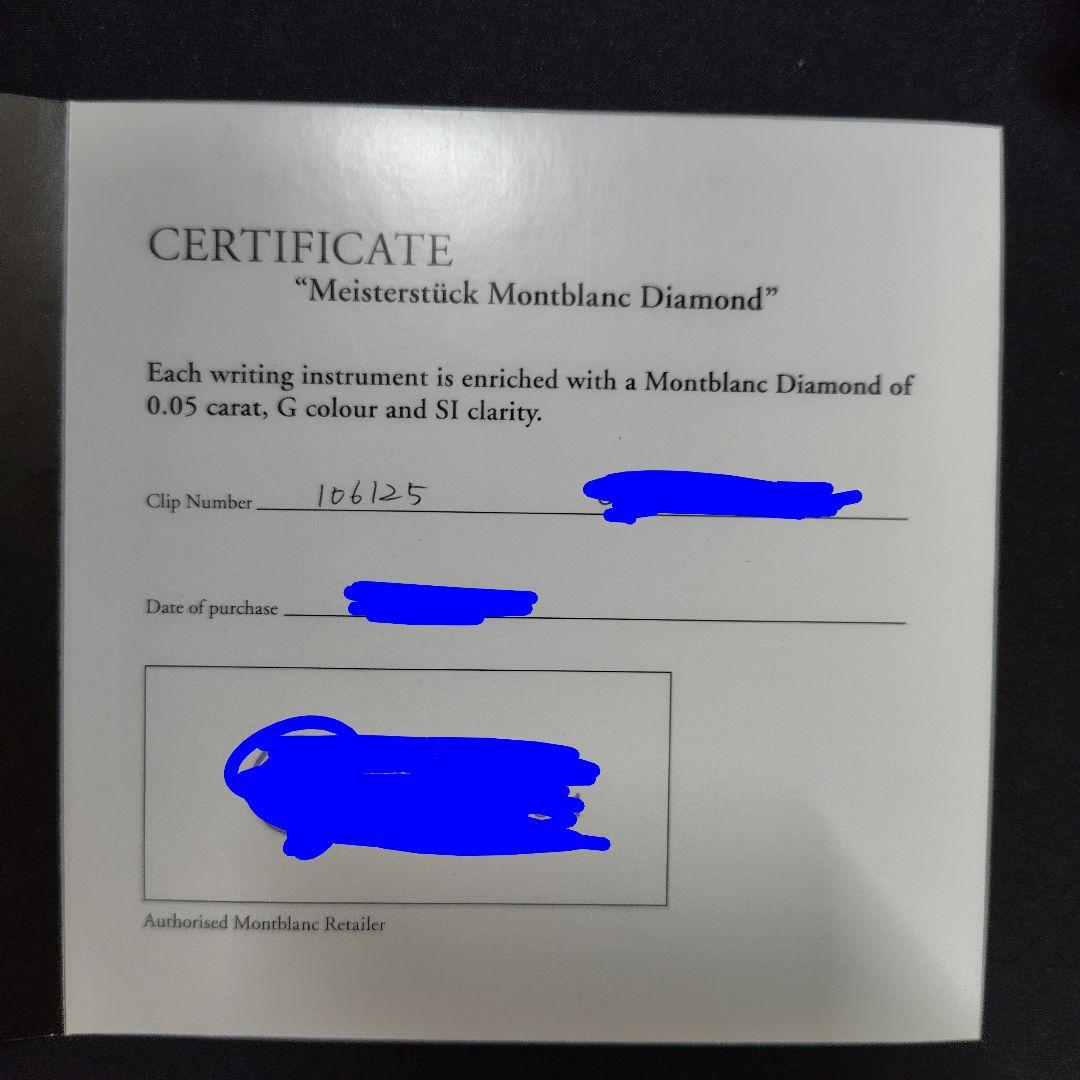 CERTIFICATE
“Meisterstück Montblanc Diamond”
Each writing instrument is enriched with a Montblanc Diamond of
0.05 carat, G colour and SI clarity.
Clip Number 106125
Date of purchase
Authorised Montblanc Retailer